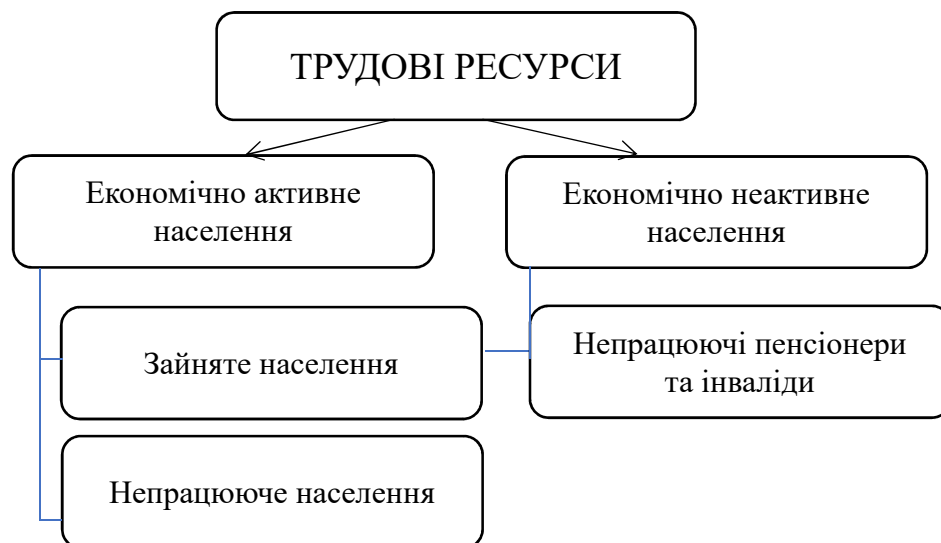 ТРУДОВІ РЕСУРСИ
Економічно активне
населення
Економічно неактивне
населення
Зайняте населення
Непрацюючі пенсіонери
та інваліди
Непрацююче населення